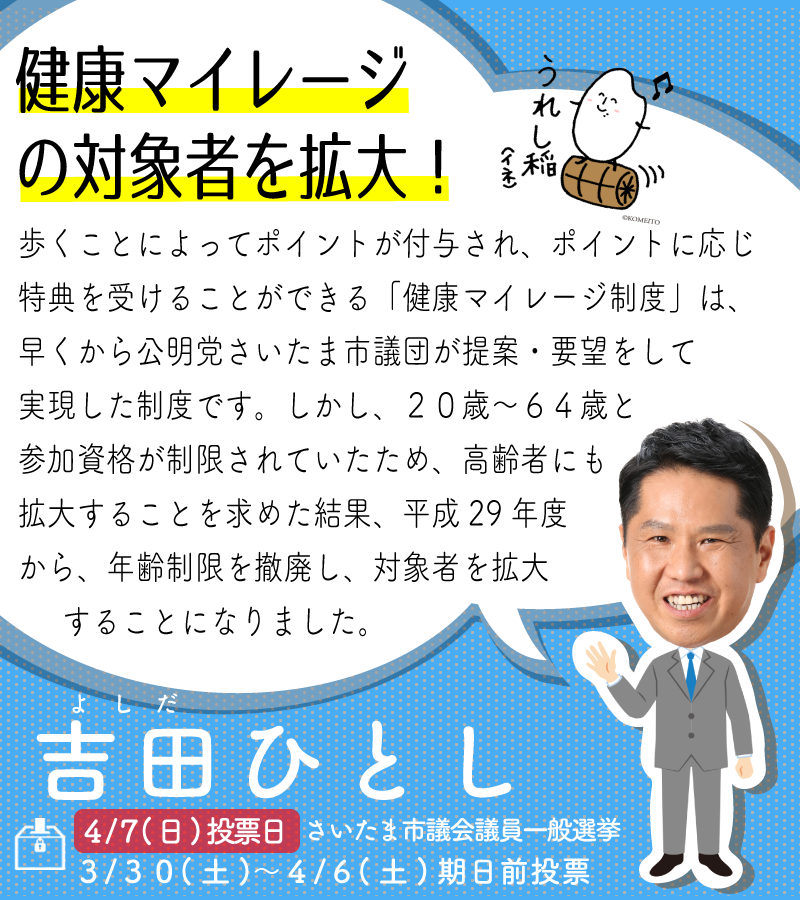 健康マイレージ
の対象者を拡大！
うれし稲
（イネ）
©KOMEITO
歩くことによってポイントが付与され、ポイントに応じ
特典を受けることができる「健康マイレージ制度」は、
早くから公明党さいたま市議団が提案・要望をして
実現した制度です。しかし、２０歳～６４歳と
参加資格が制限されていたため、高齢者にも
拡大することを求めた結果、平成29年度
から、年齢制限を撤廃し、対象者を拡大
することになりました。
よしだ
吉田ひとし
4/7(日)投票日 さいたま市議会議員一般選挙
３/３０(土)～４/６(土)期日前投票